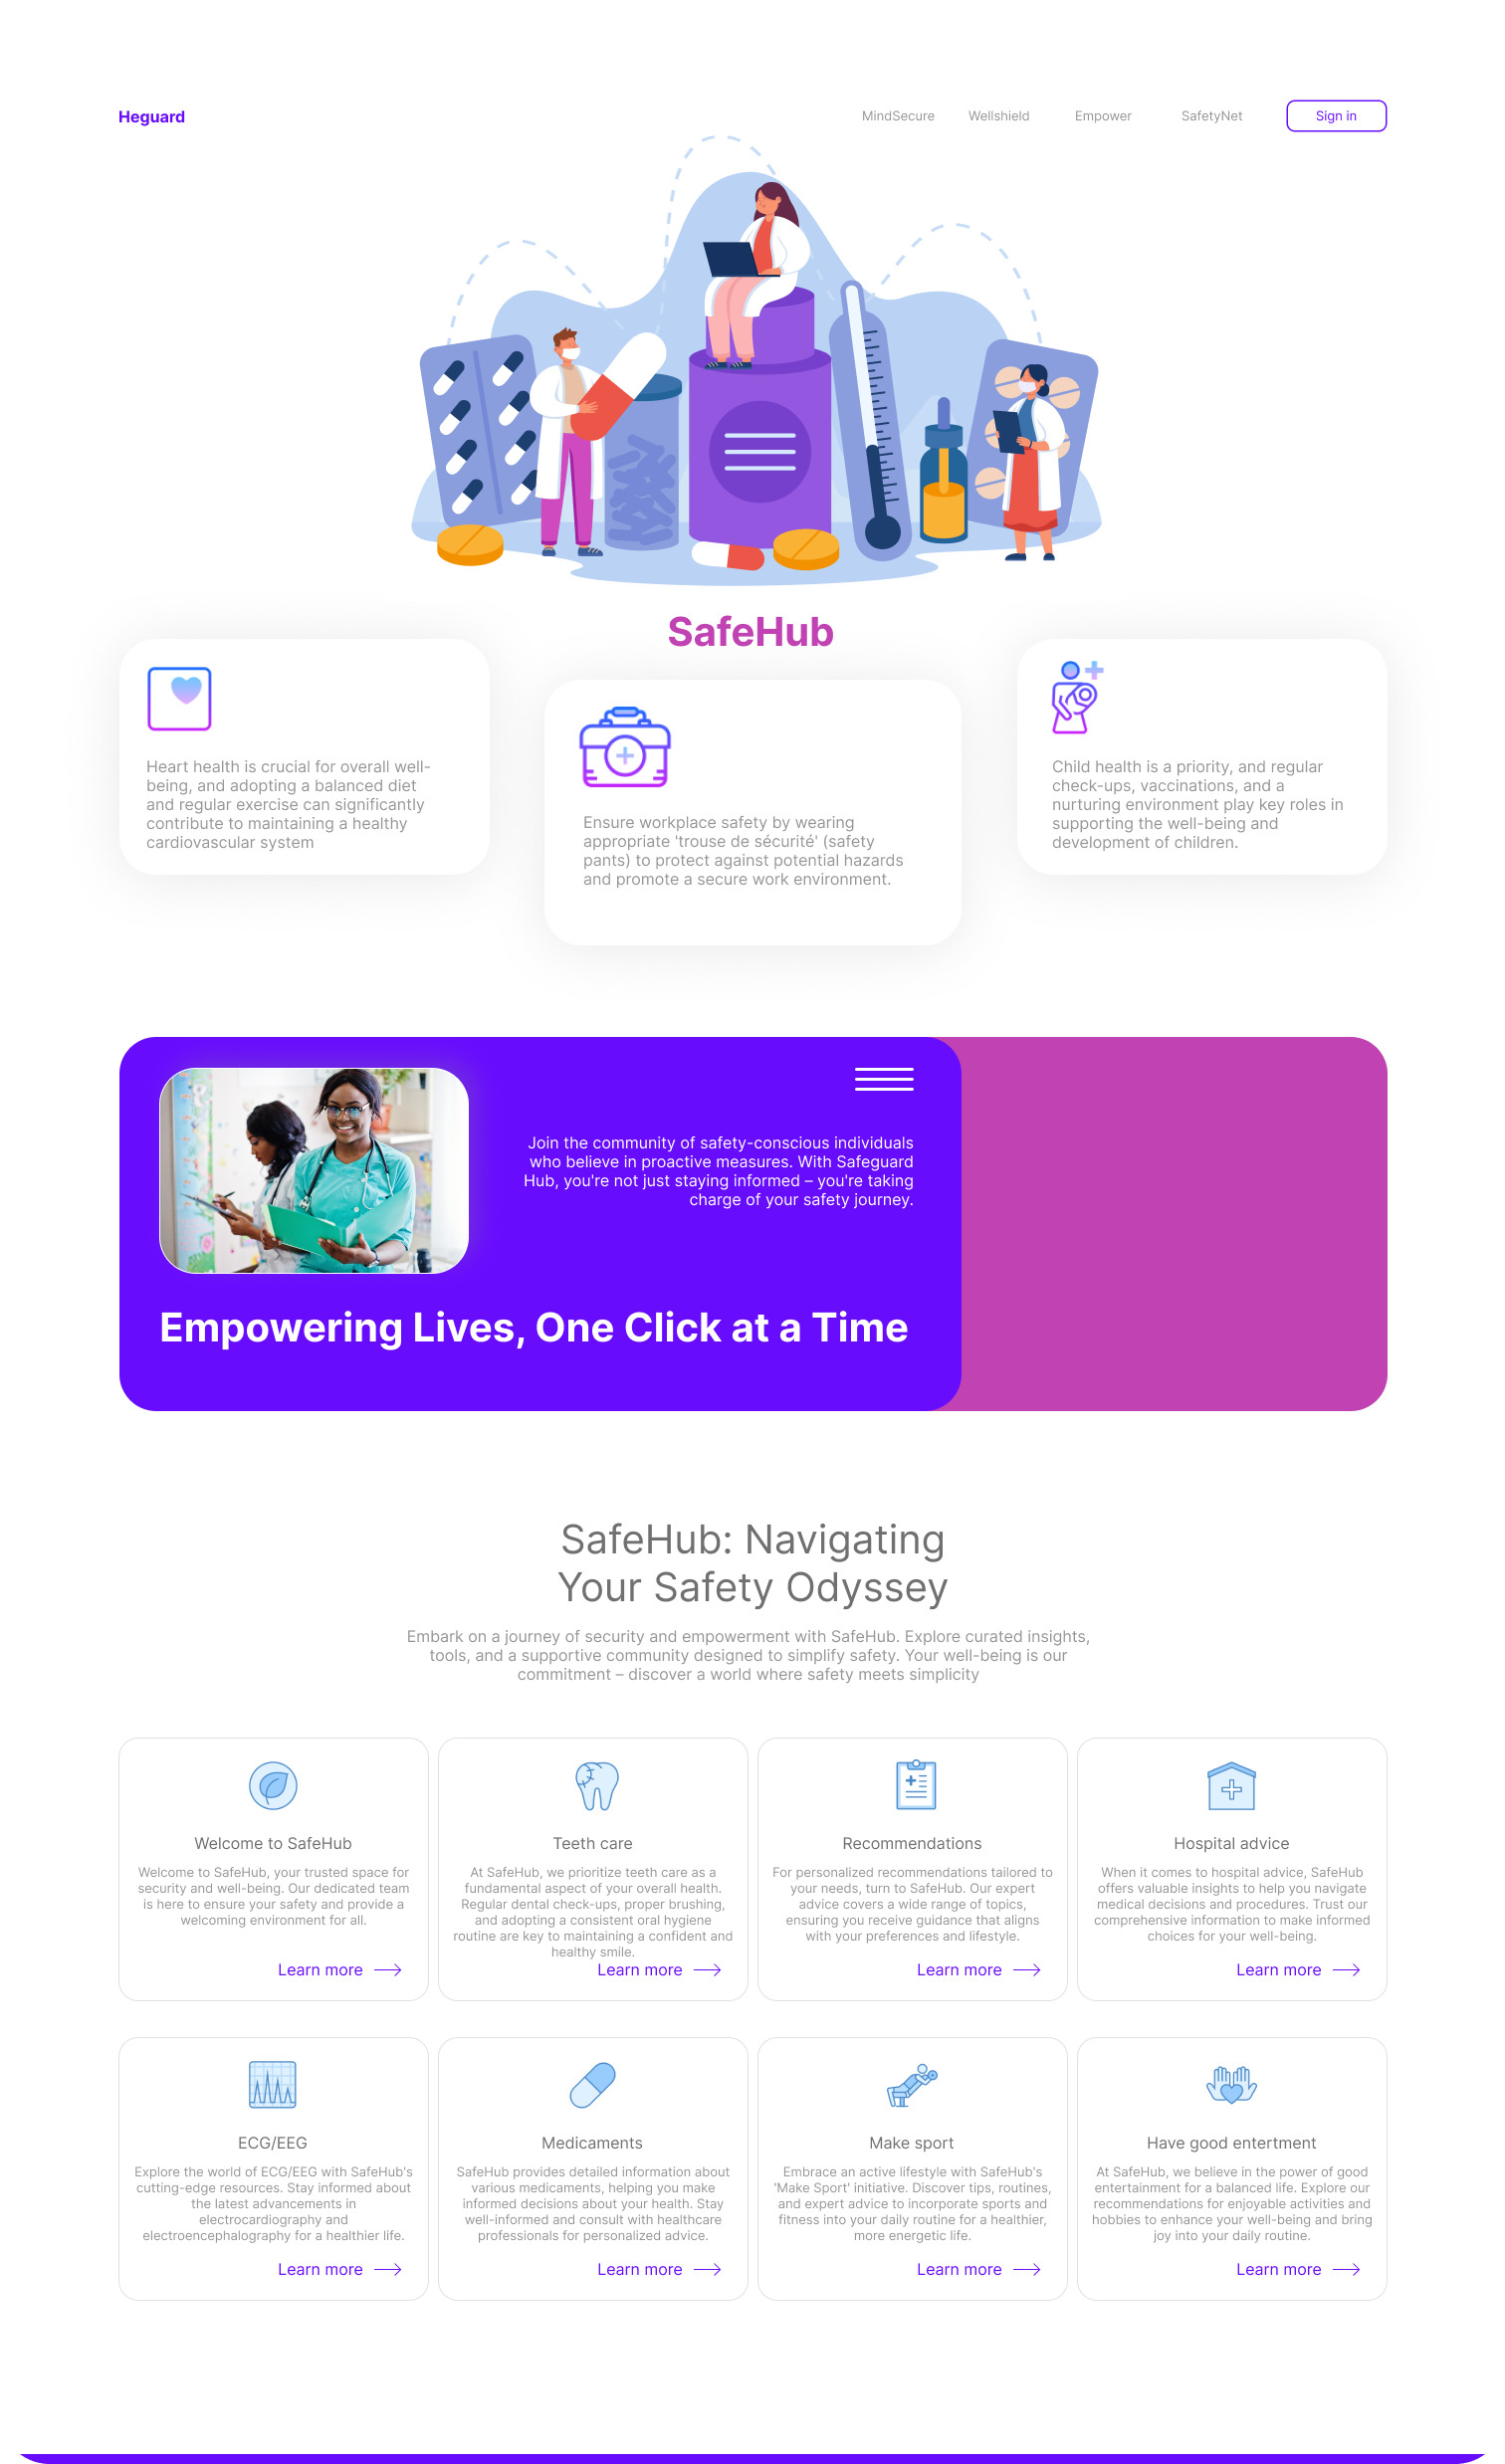 Heguard
MindSecure
Wellshield
Empower
SafetyNet
Sign in
SafeHub
Heart health is crucial for overall well-
being, and adopting a balanced diet
and regular exercise can significantly
contribute to maintaining a healthy
cardiovascular system
Ensure workplace safety by wearing
appropriate 'trouse de sécurité' (safety
pants) to protect against potential hazards
and promote a secure work environment.
Child health is a priority, and regular
check-ups, vaccinations, and a
nurturing environment play key roles in
supporting the well-being and
development of children.
Join the community of safety-conscious individuals
who believe in proactive measures. With Safeguard
Hub, you're not just staying informed – you're taking
charge of your safety journey.
Empowering Lives, One Click at a Time
SafeHub: Navigating
Your Safety Odyssey
Embark on a journey of security and empowerment with SafeHub. Explore curated insights,
tools, and a supportive community designed to simplify safety. Your well-being is our
commitment – discover a world where safety meets simplicity
Welcome to SafeHub
Welcome to SafeHub, your trusted space for
security and well-being. Our dedicated team
is here to ensure your safety and provide a
welcoming environment for all.
Learn more
Teeth care
At SafeHub, we prioritize teeth care as a
fundamental aspect of your overall health.
Regular dental check-ups, proper brushing,
and adopting a consistent oral hygiene
routine are key to maintaining a confident and
healthy smile.
Learn more
Recommendations
For personalized recommendations tailored to
your needs, turn to SafeHub. Our expert
advice covers a wide range of topics,
ensuring you receive guidance that aligns
with your preferences and lifestyle.
Learn more
Hospital advice
When it comes to hospital advice, SafeHub
offers valuable insights to help you navigate
medical decisions and procedures. Trust our
comprehensive information to make informed
choices for your well-being.
Learn more
ECG/EEG
Explore the world of ECG/EEG with SafeHub's
cutting-edge resources. Stay informed about
the latest advancements in
electrocardiography and
electroencephalography for a healthier life.
Learn more
Medicaments
SafeHub provides detailed information about
various medicaments, helping you make
informed decisions about your health. Stay
well-informed and consult with healthcare
professionals for personalized advice.
Learn more
Make sport
Embrace an active lifestyle with SafeHub's
'Make Sport' initiative. Discover tips, routines,
and expert advice to incorporate sports and
fitness into your daily routine for a healthier,
more energetic life.
Learn more
Have good entertment
At SafeHub, we believe in the power of good
entertainment for a balanced life. Explore our
recommendations for enjoyable activities and
hobbies to enhance your well-being and bring
joy into your daily routine.
Learn more